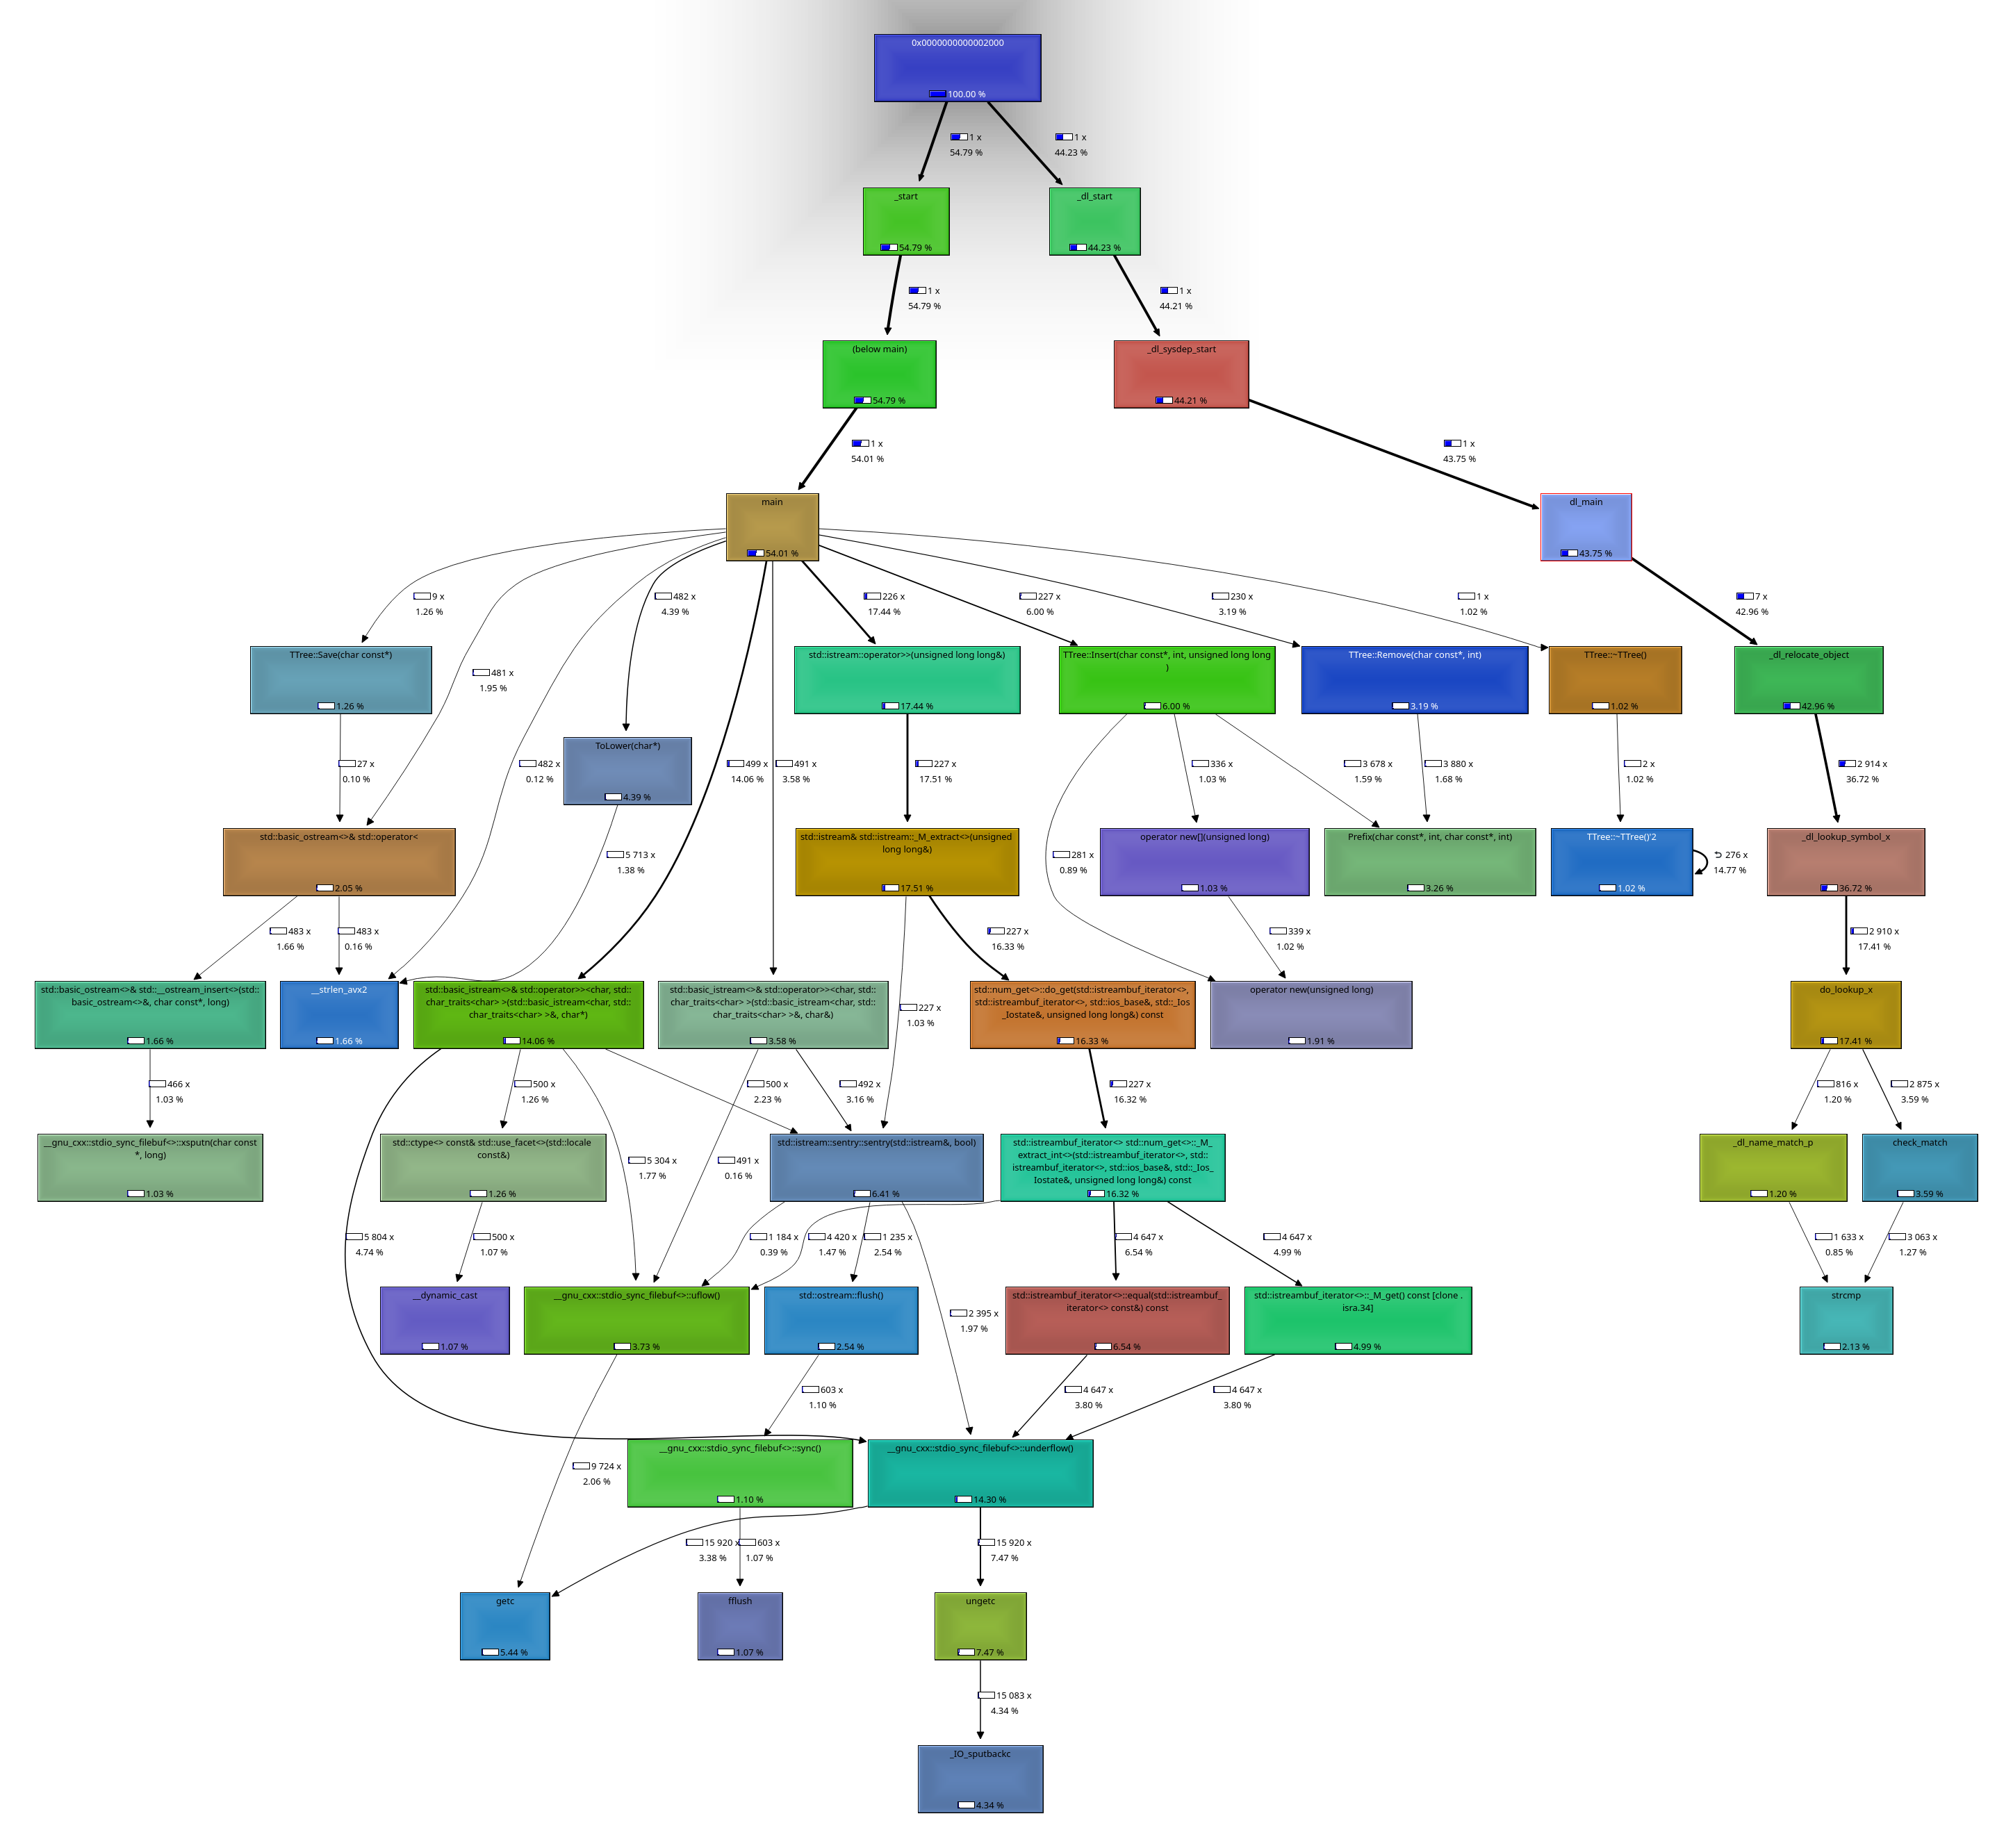 0x0000000000002000
100.00 %
1 x
54.79 %
1 x
44.23 %
_start
54.79 %
_dl_start
44.23 %
1 x
54.79 %
1 x
44.21 %
(below main)
54.79 %
_dl_sysdep_start
44.21 %
1 x
54.01 %
1 x
43.75 %
main
54.01 %
dl_main
43.75 %
9 x
1.26 %
482 x
4.39 %
226 x
17.44 %
227 x
6.00 %
230 x
3.19 %
1 x
1.02 %
7 x
42.96 %
TTree::Save(char const*)
1.26 %
481 x
1.95 %
std::istream::operator>>(unsigned long long&)
17.44 %
TTree::Insert(char const*, int, unsigned long long
)
6.00 %
TTree::Remove(char const*, int)
3.19 %
TTree::~TTree()
1.02 %
_dl_relocate_object
42.96 %
27 x
0.10 %
482 x
0.12 %
ToLower(char*)
4.39 %
499 x
14.06 %
491 x
3.58 %
227 x
17.51 %
336 x
1.03 %
3 678 x
1.59 %
3 880 x
1.68 %
2 x
1.02 %
2 914 x
36.72 %
std::basic_ostream<>& std::operator<
2.05 %
5 713 x
1.38 %
std::istream& std::istream::_M_extract<>(unsigned
long long&)
17.51 %
281 x
0.89 %
operator new[](unsigned long)
1.03 %
Prefix(char const*, int, char const*, int)
3.26 %
TTree::~TTree()'2
1.02 %
276 x
14.77 %
_dl_lookup_symbol_x
36.72 %
483 x
1.66 %
483 x
0.16 %
227 x
16.33 %
339 x
1.02 %
2 910 x
17.41 %
std::basic_ostream<>& std::__ostream_insert<>(std::
basic_ostream<>&, char const*, long)
1.66 %
__strlen_avx2
1.66 %
std::basic_istream<>& std::operator>><char, std::
char_traits<char> >(std::basic_istream<char, std::
char_traits<char> >&, char*)
14.06 %
std::basic_istream<>& std::operator>><char, std::
char_traits<char> >(std::basic_istream<char, std::
char_traits<char> >&, char&)
3.58 %
227 x
1.03 %
std::num_get<>::do_get(std::istreambuf_iterator<>,
std::istreambuf_iterator<>, std::ios_base&, std::_Ios
_Iostate&, unsigned long long&) const
16.33 %
operator new(unsigned long)
1.91 %
do_lookup_x
17.41 %
466 x
1.03 %
500 x
1.26 %
500 x
2.23 %
492 x
3.16 %
227 x
16.32 %
816 x
1.20 %
2 875 x
3.59 %
__gnu_cxx::stdio_sync_filebuf<>::xsputn(char const
*, long)
1.03 %
std::ctype<> const& std::use_facet<>(std::locale
const&)
1.26 %
5 304 x
1.77 %
491 x
0.16 %
std::istream::sentry::sentry(std::istream&, bool)
6.41 %
std::istreambuf_iterator<> std::num_get<>::_M_
extract_int<>(std::istreambuf_iterator<>, std::
istreambuf_iterator<>, std::ios_base&, std::_Ios_
Iostate&, unsigned long long&) const
16.32 %
_dl_name_match_p
1.20 %
check_match
3.59 %
5 804 x
4.74 %
500 x
1.07 %
1 184 x
0.39 %
4 420 x
1.47 %
1 235 x
2.54 %
4 647 x
6.54 %
4 647 x
4.99 %
1 633 x
0.85 %
3 063 x
1.27 %
__dynamic_cast
1.07 %
__gnu_cxx::stdio_sync_filebuf<>::uflow()
3.73 %
std::ostream::flush()
2.54 %
2 395 x
1.97 %
std::istreambuf_iterator<>::equal(std::istreambuf_
iterator<> const&) const
6.54 %
std::istreambuf_iterator<>::_M_get() const [clone .
isra.34]
4.99 %
strcmp
2.13 %
603 x
1.10 %
4 647 x
3.80 %
4 647 x
3.80 %
9 724 x
2.06 %
__gnu_cxx::stdio_sync_filebuf<>::sync()
1.10 %
__gnu_cxx::stdio_sync_filebuf<>::underflow()
14.30 %
15 920 x
3.38 %
603 x
1.07 %
15 920 x
7.47 %
getc
5.44 %
fflush
1.07 %
ungetc
7.47 %
15 083 x
4.34 %
_IO_sputbackc
4.34 %